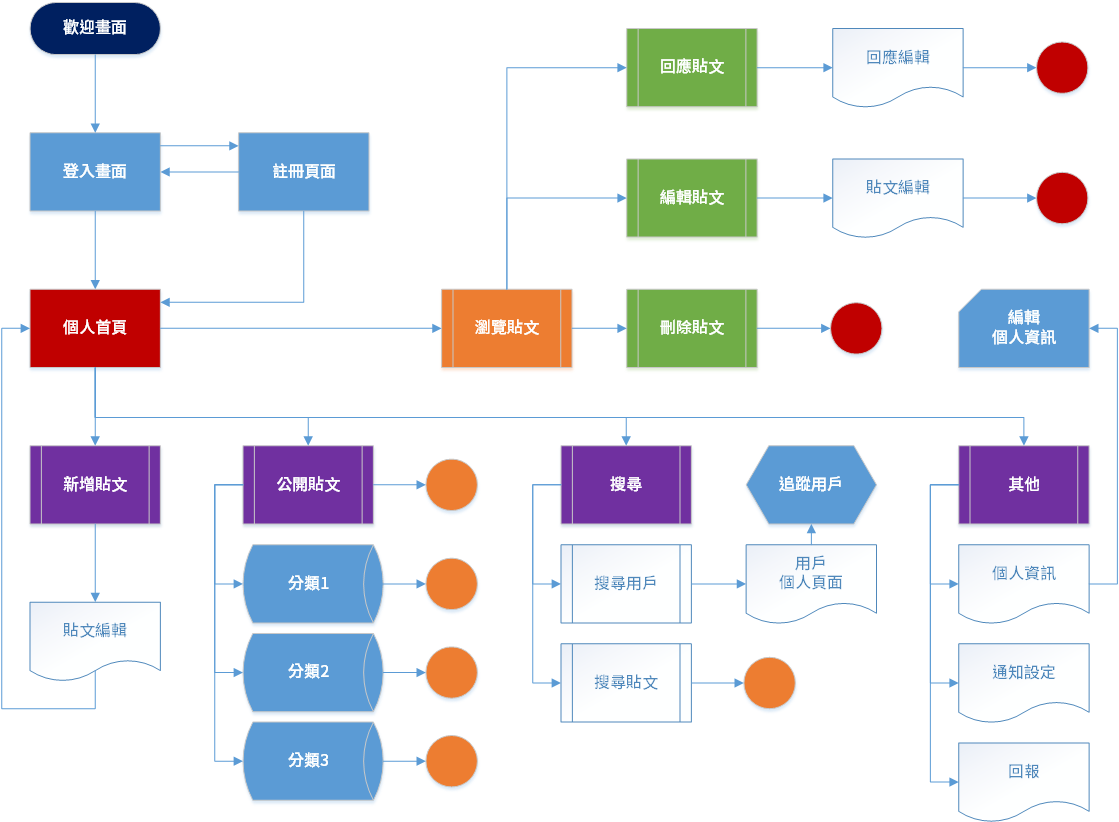 歡迎畫面
回應貼文
回應編輯
登入畫面
註冊頁面
編輯貼文
貼文編輯
個人首頁
瀏覽貼文
刪除貼文
編輯
個人資訊
新增貼文
公開貼文
搜尋
追蹤用戶
其他
分類1
搜尋用戶
用戶
個人頁面
個人資訊
貼文編輯
分類2
搜尋貼文
通知設定
分類3
回報